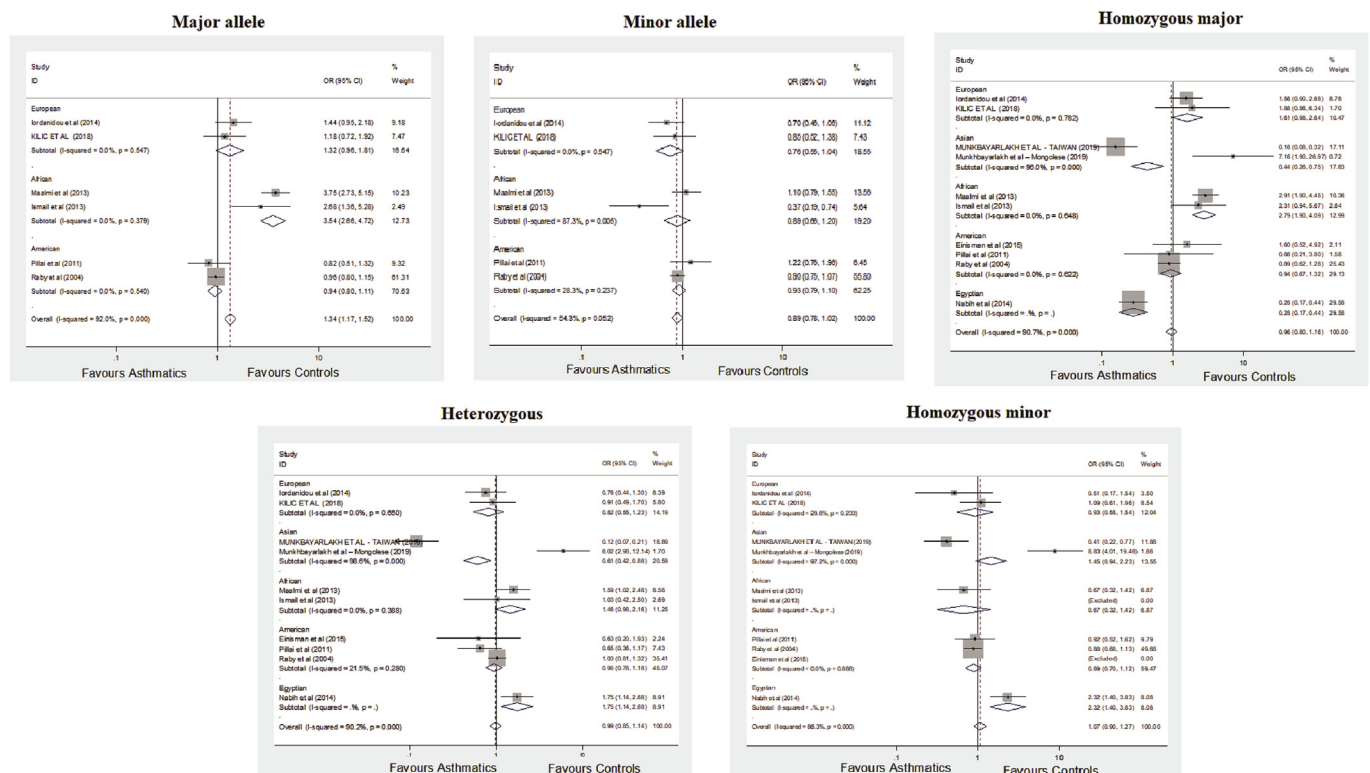 Major allele
Study %
ID OR (95% CI) Weight
European
Iordanidou et al (2014) 1.44 (0.95, 2.18) 9.18
KILIC ET AL (2018) 1.18 (0.72, 1.92) 7.47
Subtotal (I-squared = 0.0%, p = 0.547) 1.32 (0.96, 1.81) 16.64
African
Maalmi et al (2013) 3.75 (2.73, 5.15) 10.23
Ismail et al (2013) 2.68 (1.36, 5.28) 2.49
Subtotal (I-squared = 0.0%, p = 0.379) 3.54 (2.66, 4.72) 12.73
American
Pillai et al (2011) 0.82 (0.51, 1.32) 9.32
Raby et al (2004) 0.96 (0.80, 1.15) 61.31
Subtotal (I-squared = 0.0%, p = 0.540) 0.94 (0.80, 1.11) 70.63
Overall (I-squared = 92.0%, p = 0.000) 1.34 (1.17, 1.52) 100.00
.1 1 10
Favours Asthmatics Favours Controls
Minor allele
Study %
ID OR (95% CI) Weight
European
Iordanidou et al (2014) 0.70 (0.46, 1.06) 11.12
KILIC ET AL (2018) 0.85 (0.52, 1.38) 7.43
Subtotal (I-squared = 0.0%, p = 0.547) 0.76 (0.55, 1.04) 18.55
African
Maalmi et al (2013) 1.10 (0.79, 1.55) 13.56
Ismail et al (2013) 0.37 (0.19, 0.74) 5.64
Subtotal (I-squared = 87.3%, p = 0.005) 0.89 (0.66, 1.20) 19.20
American
Pillai et al (2011) 1.22 (0.75, 1.96) 6.45
Raby et al (2004) 0.90 (0.75, 1.07) 55.80
Subtotal (I-squared = 28.3%, p = 0.237) 0.93 (0.79, 1.10) 62.25
Overall (I-squared = 54.3%, p = 0.052) 0.89 (0.78, 1.02) 100.00
.1 1 10
Favours Asthmatics Favours Controls
Homozygous major
Study %
ID OR (95% CI) Weight
European
Iordanidou et al (2014) 1.56 (0.90, 2.68) 8.78
KILIC ET AL (2018) 1.88 (0.56, 6.34) 1.70
Subtotal (I-squared = 0.0%, p = 0.782) 1.61 (0.98, 2.64) 10.47
Asian
MUNKBAYARLAKH ET AL - TAIWAN (2019) 0.16 (0.08, 0.32) 17.11
Munkhbayarlakh et al – Mongolese (2019) 7.16 (1.90, 26.97) 0.72
Subtotal (I-squared = 96.0%, p = 0.000) 0.44 (0.26, 0.75) 17.83
African
Maalmi et al (2013) 2.91 (1.90, 4.45) 10.36
Ismail et al (2013) 2.31 (0.94, 5.67) 2.64
Subtotal (I-squared = 0.0%, p = 0.648) 2.79 (1.90, 4.09) 12.99
American
Einisman et al (2015) 1.60 (0.52, 4.92) 2.11
Pillai et al (2011) 0.88 (0.21, 3.80) 1.58
Raby et al (2004) 0.89 (0.62, 1.28) 25.43
Subtotal (I-squared = 0.0%, p = 0.622) 0.94 (0.67, 1.32) 29.13
Egyptian
Nabih et al (2014) 0.28 (0.17, 0.44) 29.58
Subtotal (I-squared = .%, p = .) 0.28 (0.17, 0.44) 29.58
Overall (I-squared = 90.7%, p = 0.000) 0.96 (0.80, 1.16) 100.00
.1 1 10
Favours Asthmatics Favours Controls
Heterozygous
Study %
ID OR (95% CI) Weight
European
Iordanidou et al (2014) 0.76 (0.44, 1.30) 8.39
KILIC ET AL (2018) 0.91 (0.49, 1.70) 5.80
Subtotal (I-squared = 0.0%, p = 0.660) 0.82 (0.55, 1.23) 14.19
Asian
MUNKBAYARLAKH ET AL - TAIWAN (2019) 0.12 (0.07, 0.21) 18.89
Munkhbayarlakh et al – Mongolese (2019) 6.02 (2.98, 12.14) 1.70
Subtotal (I-squared = 98.6%, p = 0.000) 0.61 (0.42, 0.88) 20.59
African
Maalmi et al (2013) 1.59 (1.02, 2.48) 8.56
Ismail et al (2013) 1.00 (0.42, 2.50) 2.69
Subtotal (I-squared = 0.0%, p = 0.388) 1.46 (0.98, 2.16) 11.25
American
Einisman et al (2015) 0.63 (0.20, 1.93) 2.24
Pillai et al (2011) 0.65 (0.36, 1.17) 7.43
Raby et al (2004) 1.03 (0.81, 1.32) 35.41
Subtotal (I-squared = 21.5%, p = 0.280) 0.95 (0.76, 1.18) 45.07
Egyptian
Nabih et al (2014) 1.75 (1.14, 2.68) 8.91
Subtotal (I-squared = .%, p = .) 1.75 (1.14, 2.68) 8.91
Overall (I-squared = 90.2%, p = 0.000) 0.99 (0.85, 1.14) 100.00
.1 1 10
Favours Asthmatics Favours Controls
Homozygous minor
Study %
ID OR (95% CI) Weight
European
Iordanidou et al (2014) 0.51 (0.17, 1.54) 3.50
KILIC ET AL (2018) 1.09 (0.61, 1.96) 8.54
Subtotal (I-squared = 29.6%, p = 0.233) 0.93 (0.56, 1.54) 12.04
Asian
MUNKBAYARLAKH ET AL - TAIWAN (2019) 0.41 (0.22, 0.77) 11.88
Munkhbayarlakh et al – Mongolese (2019) 8.83 (4.01, 19.46) 1.66
Subtotal (I-squared = 97.2%, p = 0.000) 1.45 (0.94, 2.23) 13.55
African
Maalmi et al (2013) 0.67 (0.32, 1.42) 6.87
Ismail et al (2013) (Excluded) 0.00
Subtotal (I-squared = .%, p = .) 0.67 (0.32, 1.42) 6.87
American
Pillai et al (2011) 0.92 (0.52, 1.62) 9.79
Raby et al (2004) 0.88 (0.68, 1.13) 49.68
Einisman et al (2015) (Excluded) 0.00
Subtotal (I-squared = 0.0%, p = 0.886) 0.89 (0.70, 1.12) 59.47
Egyptian
Nabih et al (2014) 2.32 (1.40, 3.83) 8.08
Subtotal (I-squared = .%, p = .) 2.32 (1.40, 3.83) 8.08
Overall (I-squared = 88.3%, p = 0.000) 1.07 (0.90, 1.27) 100.00
.1 1 10
Favours Asthmatics Favours Controls